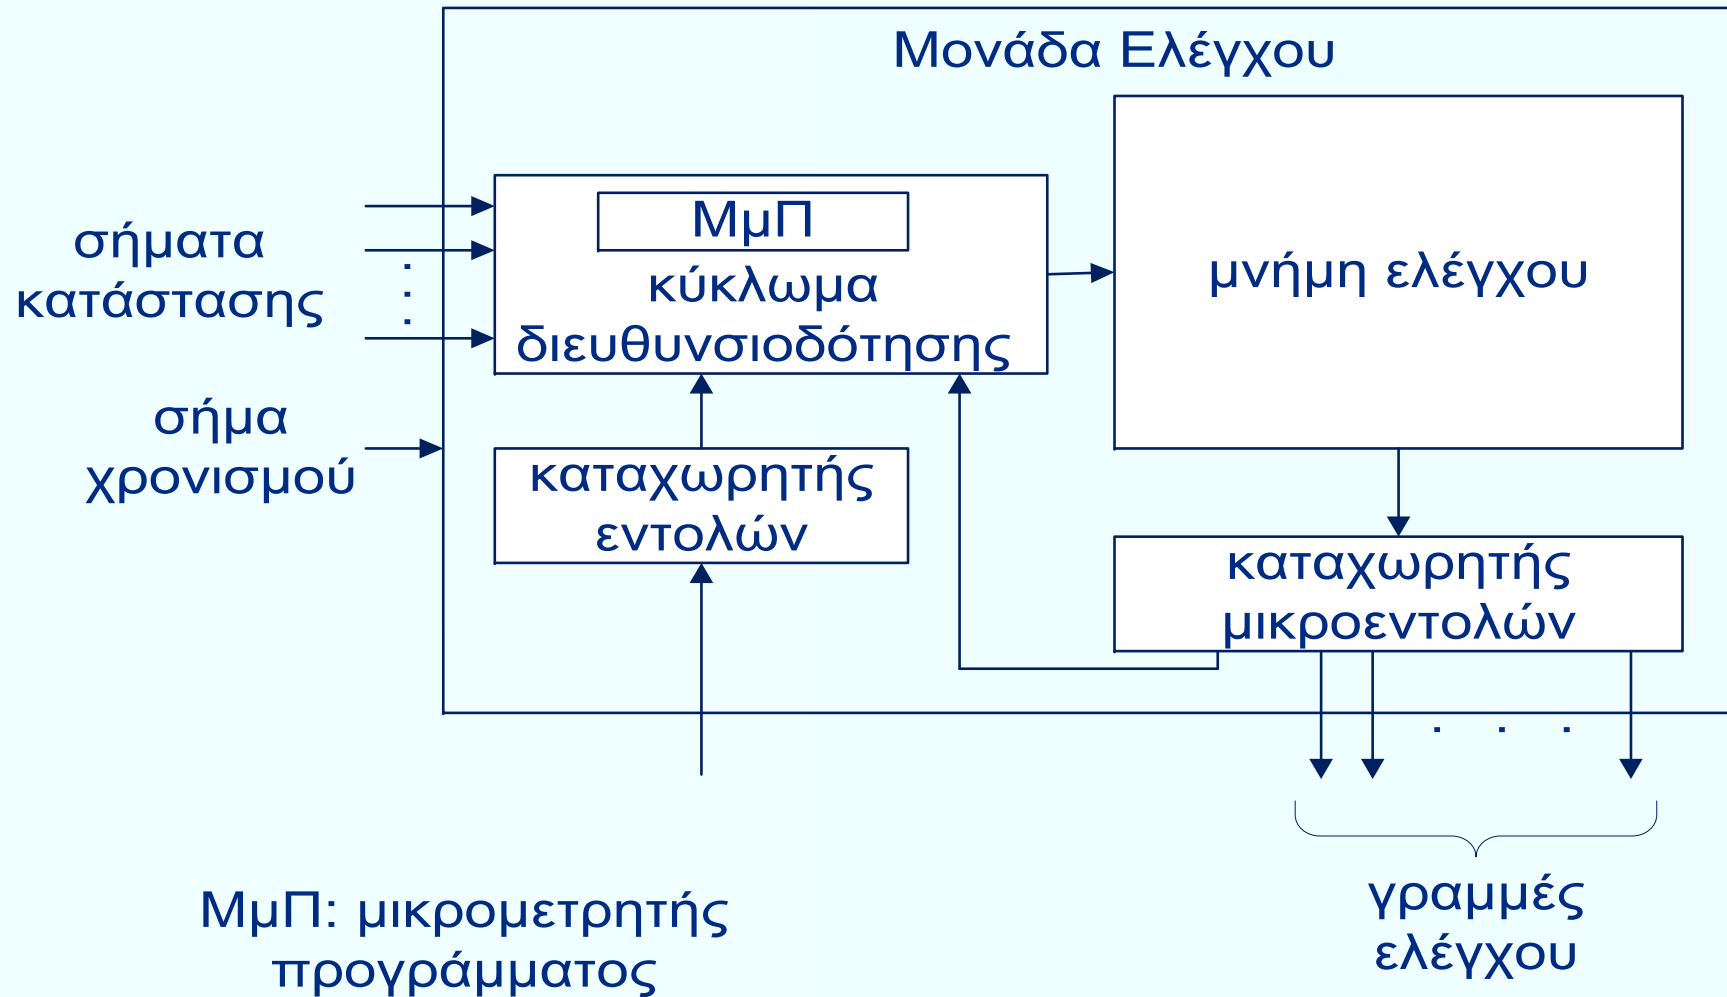 Μονάδα Ελέγχου
ΜμΠ
κύκλωμα
διευθυνσιοδότησης
μνήμη ελέγχου
σήματα
κατάστασης
σήμα
χρονισμού
καταχωρητής
εντολών
καταχωρητής
μικροεντολών
γραμμές
ελέγχου
ΜμΠ: μικρομετρητής
προγράμματος